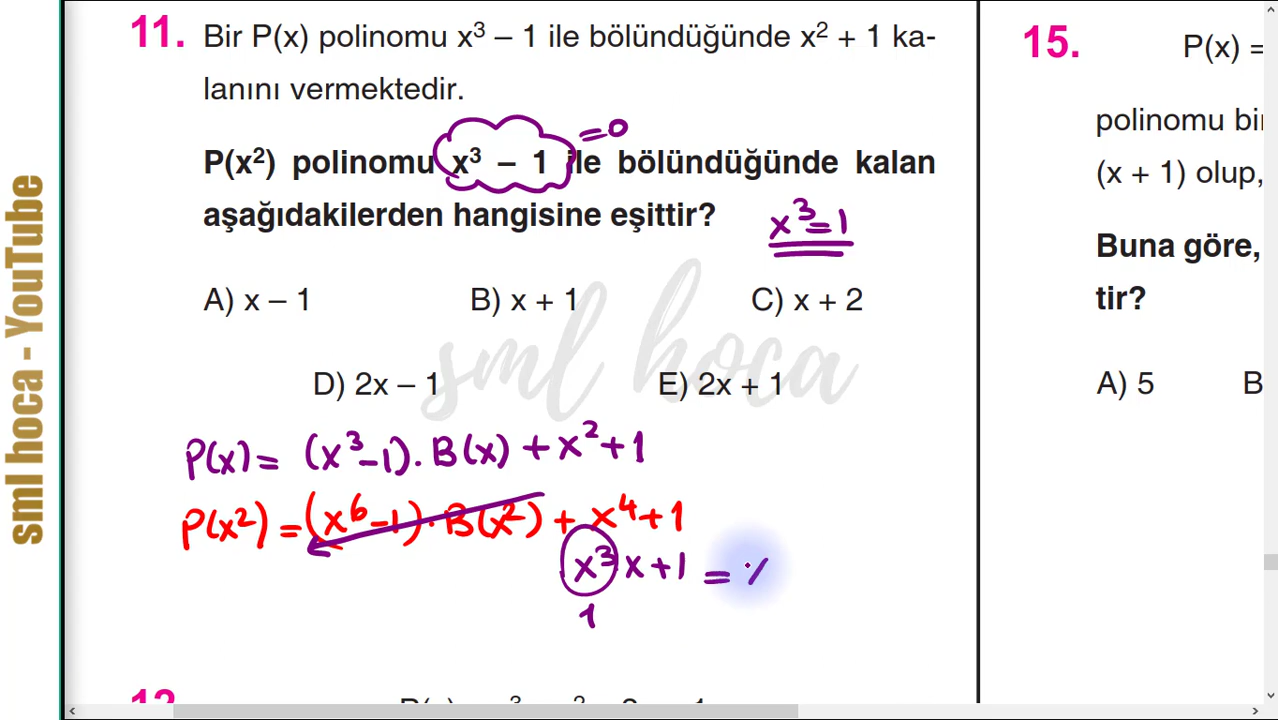 sml hoca - YouTube
11. Bir P(x) polinomu x³ – 1 ile bölündüğünde x² + 1 ka-
lanını vermektedir.
= 0
P(x²) polinomu x³ – 1 ile bölündüğünde kalan
aşağıdakilerden hangisine eşittir?
x³ = 1
A) x – 1 B) x + 1 C) x + 2
D) 2x – 1 E) 2x + 1
sml hoca
P(x) = (x³ – 1) . B(x) + x² + 1
P(x²) = (x⁶ – 1) . B(x²) + x⁴ + 1
x³ x + 1 =
1
12.
15. P(x) =
polinomu bir
(x + 1) olup,
Buna göre,
tir?
A) 5 B